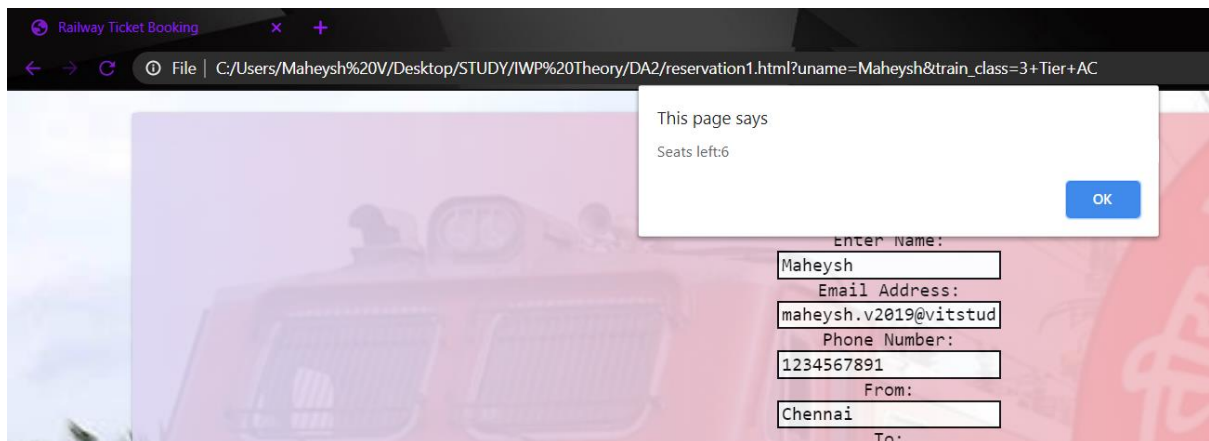 Railway Ticket Booking
File | C:/Users/Maheysh%20V/Desktop/STUDY/IWP%20Theory/DA2/reservation1.html?uname=Maheysh&train_class=3+Tier+AC
This page says
Seats left:6
OK
Enter Name:
Maheysh
Email Address:
maheysh.v2019@vitstud
Phone Number:
1234567891
From:
Chennai
To: